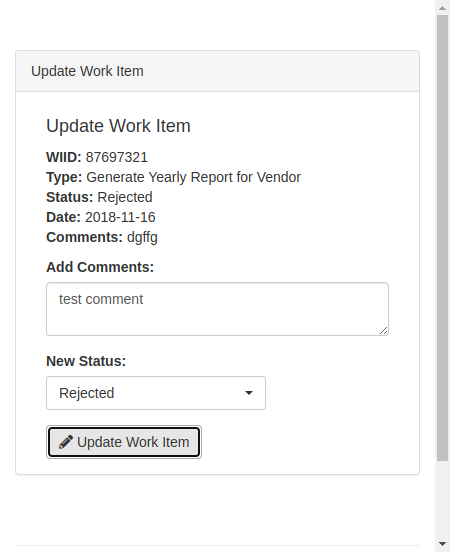 Update Work Item
Update Work Item
WIID: 87697321
Type: Generate Yearly Report for Vendor
Status: Rejected
Date: 2018-11-16
Comments: dgffg
Add Comments:
test comment
New Status:
Rejected
Update Work Item